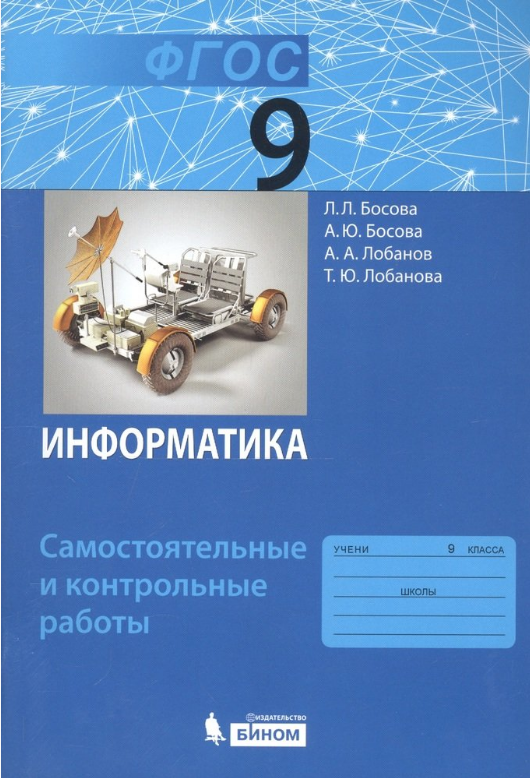 ФГОС
9
Л. Л. Босова
А. Ю. Босова
А. А. Лобанов
Т. Ю. Лобанова
ИНФОРМАТИКА
Самостоятельные
и контрольные
работы
УЧЕНИ 9 КЛАССА
ШКОЛЫ
ИЗДАТЕЛЬСТВО
БИНОМ